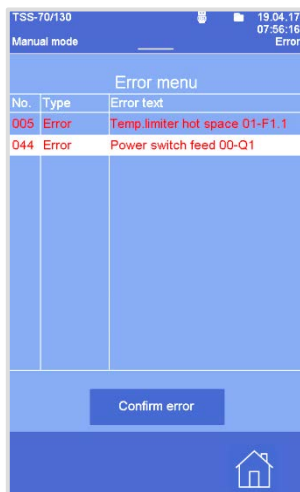 TSS-70/130 19.04.17
07:56:16
Manual mode Error
Error menu
No. Type Error text
005 Error Temp.limiter hot space 01-F1.1
044 Error Power switch feed 00-Q1
Confirm error